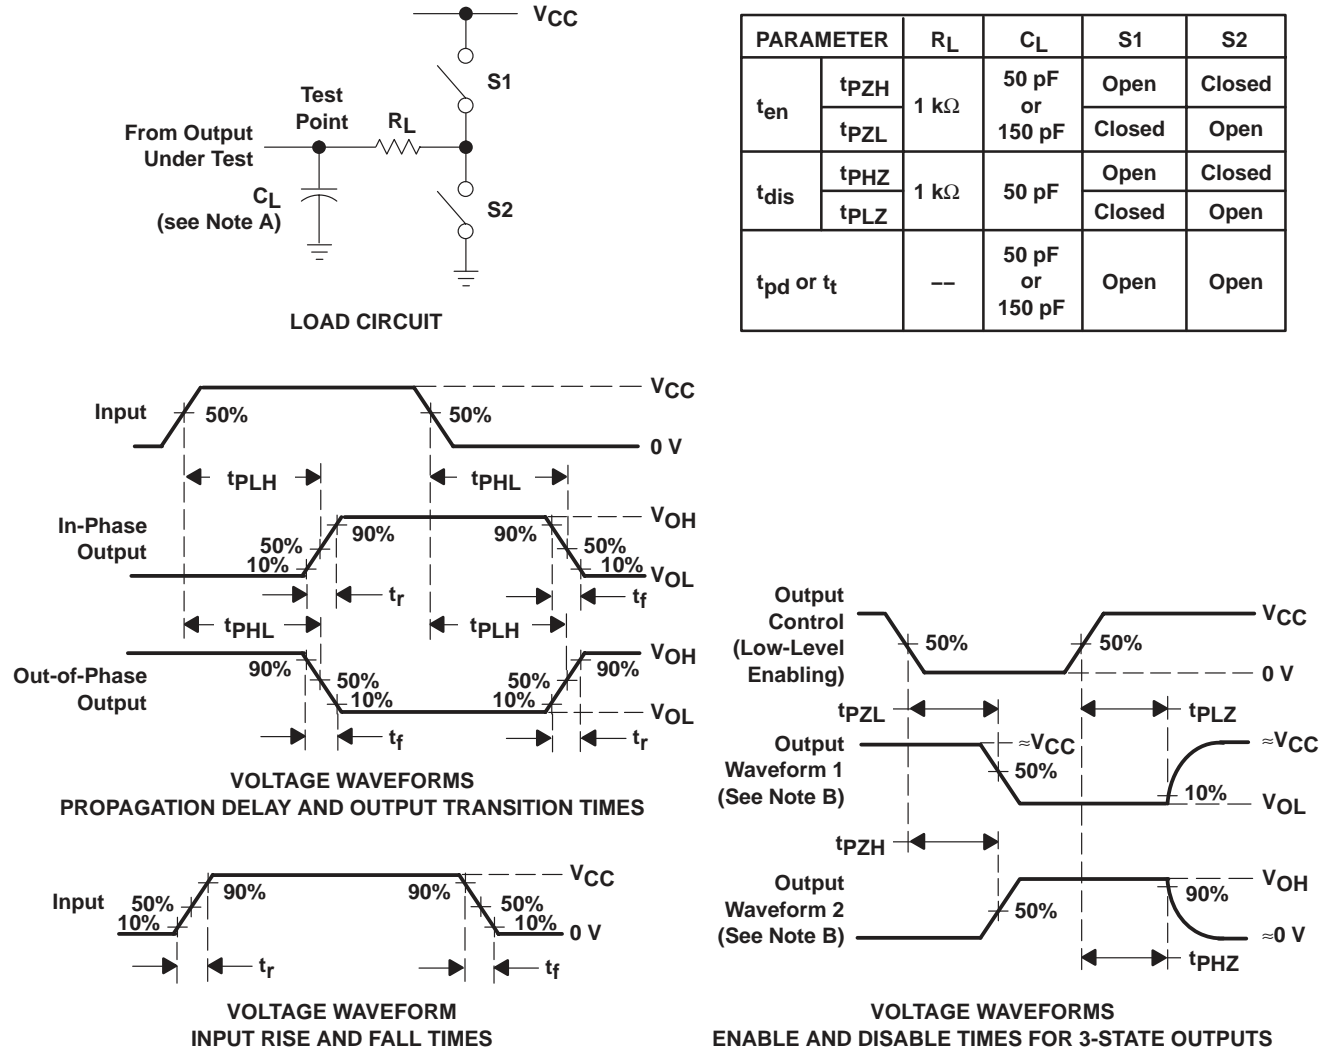 VCC
S1
Test
Point
RL
From Output
Under Test
CL
(see Note A)
S2
LOAD CIRCUIT
PARAMETER RL CL S1 S2
ten tPZH 1 kΩ 50 pF or 150 pF Open Closed
tPZL Closed Open
tdis tPHZ 1 kΩ 50 pF Open Closed
tPLZ Closed Open
tpd or tt –– 50 pF or 150 pF Open Open
Input 50% 50% VCC
0 V
tPLH tPHL
In-Phase
Output
VOH
90% 90%
50% 50%
10% 10%
VOL
tr tf
tPHL tPLH
Out-of-Phase
Output
VOH
90% 90%
50% 50%
10% 10%
VOL
tf tr
VOLTAGE WAVEFORMS
PROPAGATION DELAY AND OUTPUT TRANSITION TIMES
Input
VCC
90% 90%
50% 50%
10% 10%
0 V
tr tf
VOLTAGE WAVEFORM
INPUT RISE AND FALL TIMES
Output
Control
(Low-Level
Enabling)
VCC
50% 50%
0 V
tPZL tPLZ
Output
Waveform 1
(See Note B)
≈VCC ≈VCC
50%
10%
VOL
tPZH
Output
Waveform 2
(See Note B)
VOH
90%
50%
≈0 V
tPHZ
VOLTAGE WAVEFORMS
ENABLE AND DISABLE TIMES FOR 3-STATE OUTPUTS